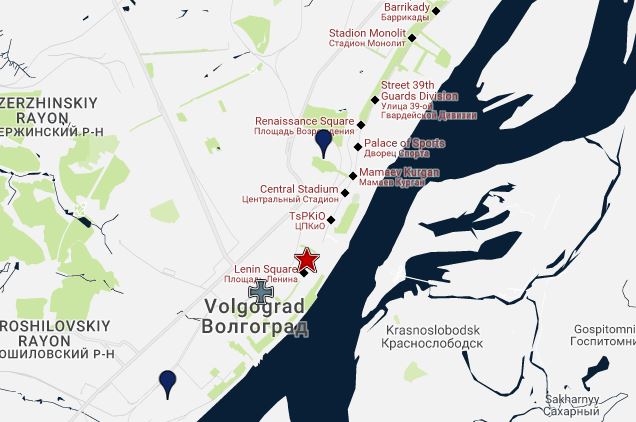 Barrikady
Баррикады
Stadion Monolit
Стадион Монолит
Street 39th
Guards Division
Улица 39-ой
Гвардейской Дивизии
ZERZHINSKIY
RAYON
ЕРЖИНСКИЙ Р-Н
Renaissance Square
Площадь Возрождения
Palace of Sports
Дворец Спорта
Mamaev Kurgan
Мамаев Курган
Central Stadium
Центральный Стадион
TsPKiO
ЦПКиО
Lenin Square
Площадь Ленина
Volgograd
Волгоград
ROSHILOVSKIY
RAYON
ОШИЛОВСКИЙ Р-Н
Krasnoslobodsk
Краснослободск
Gospitomni
Госпитомни
Sakharnyy
Сахарный